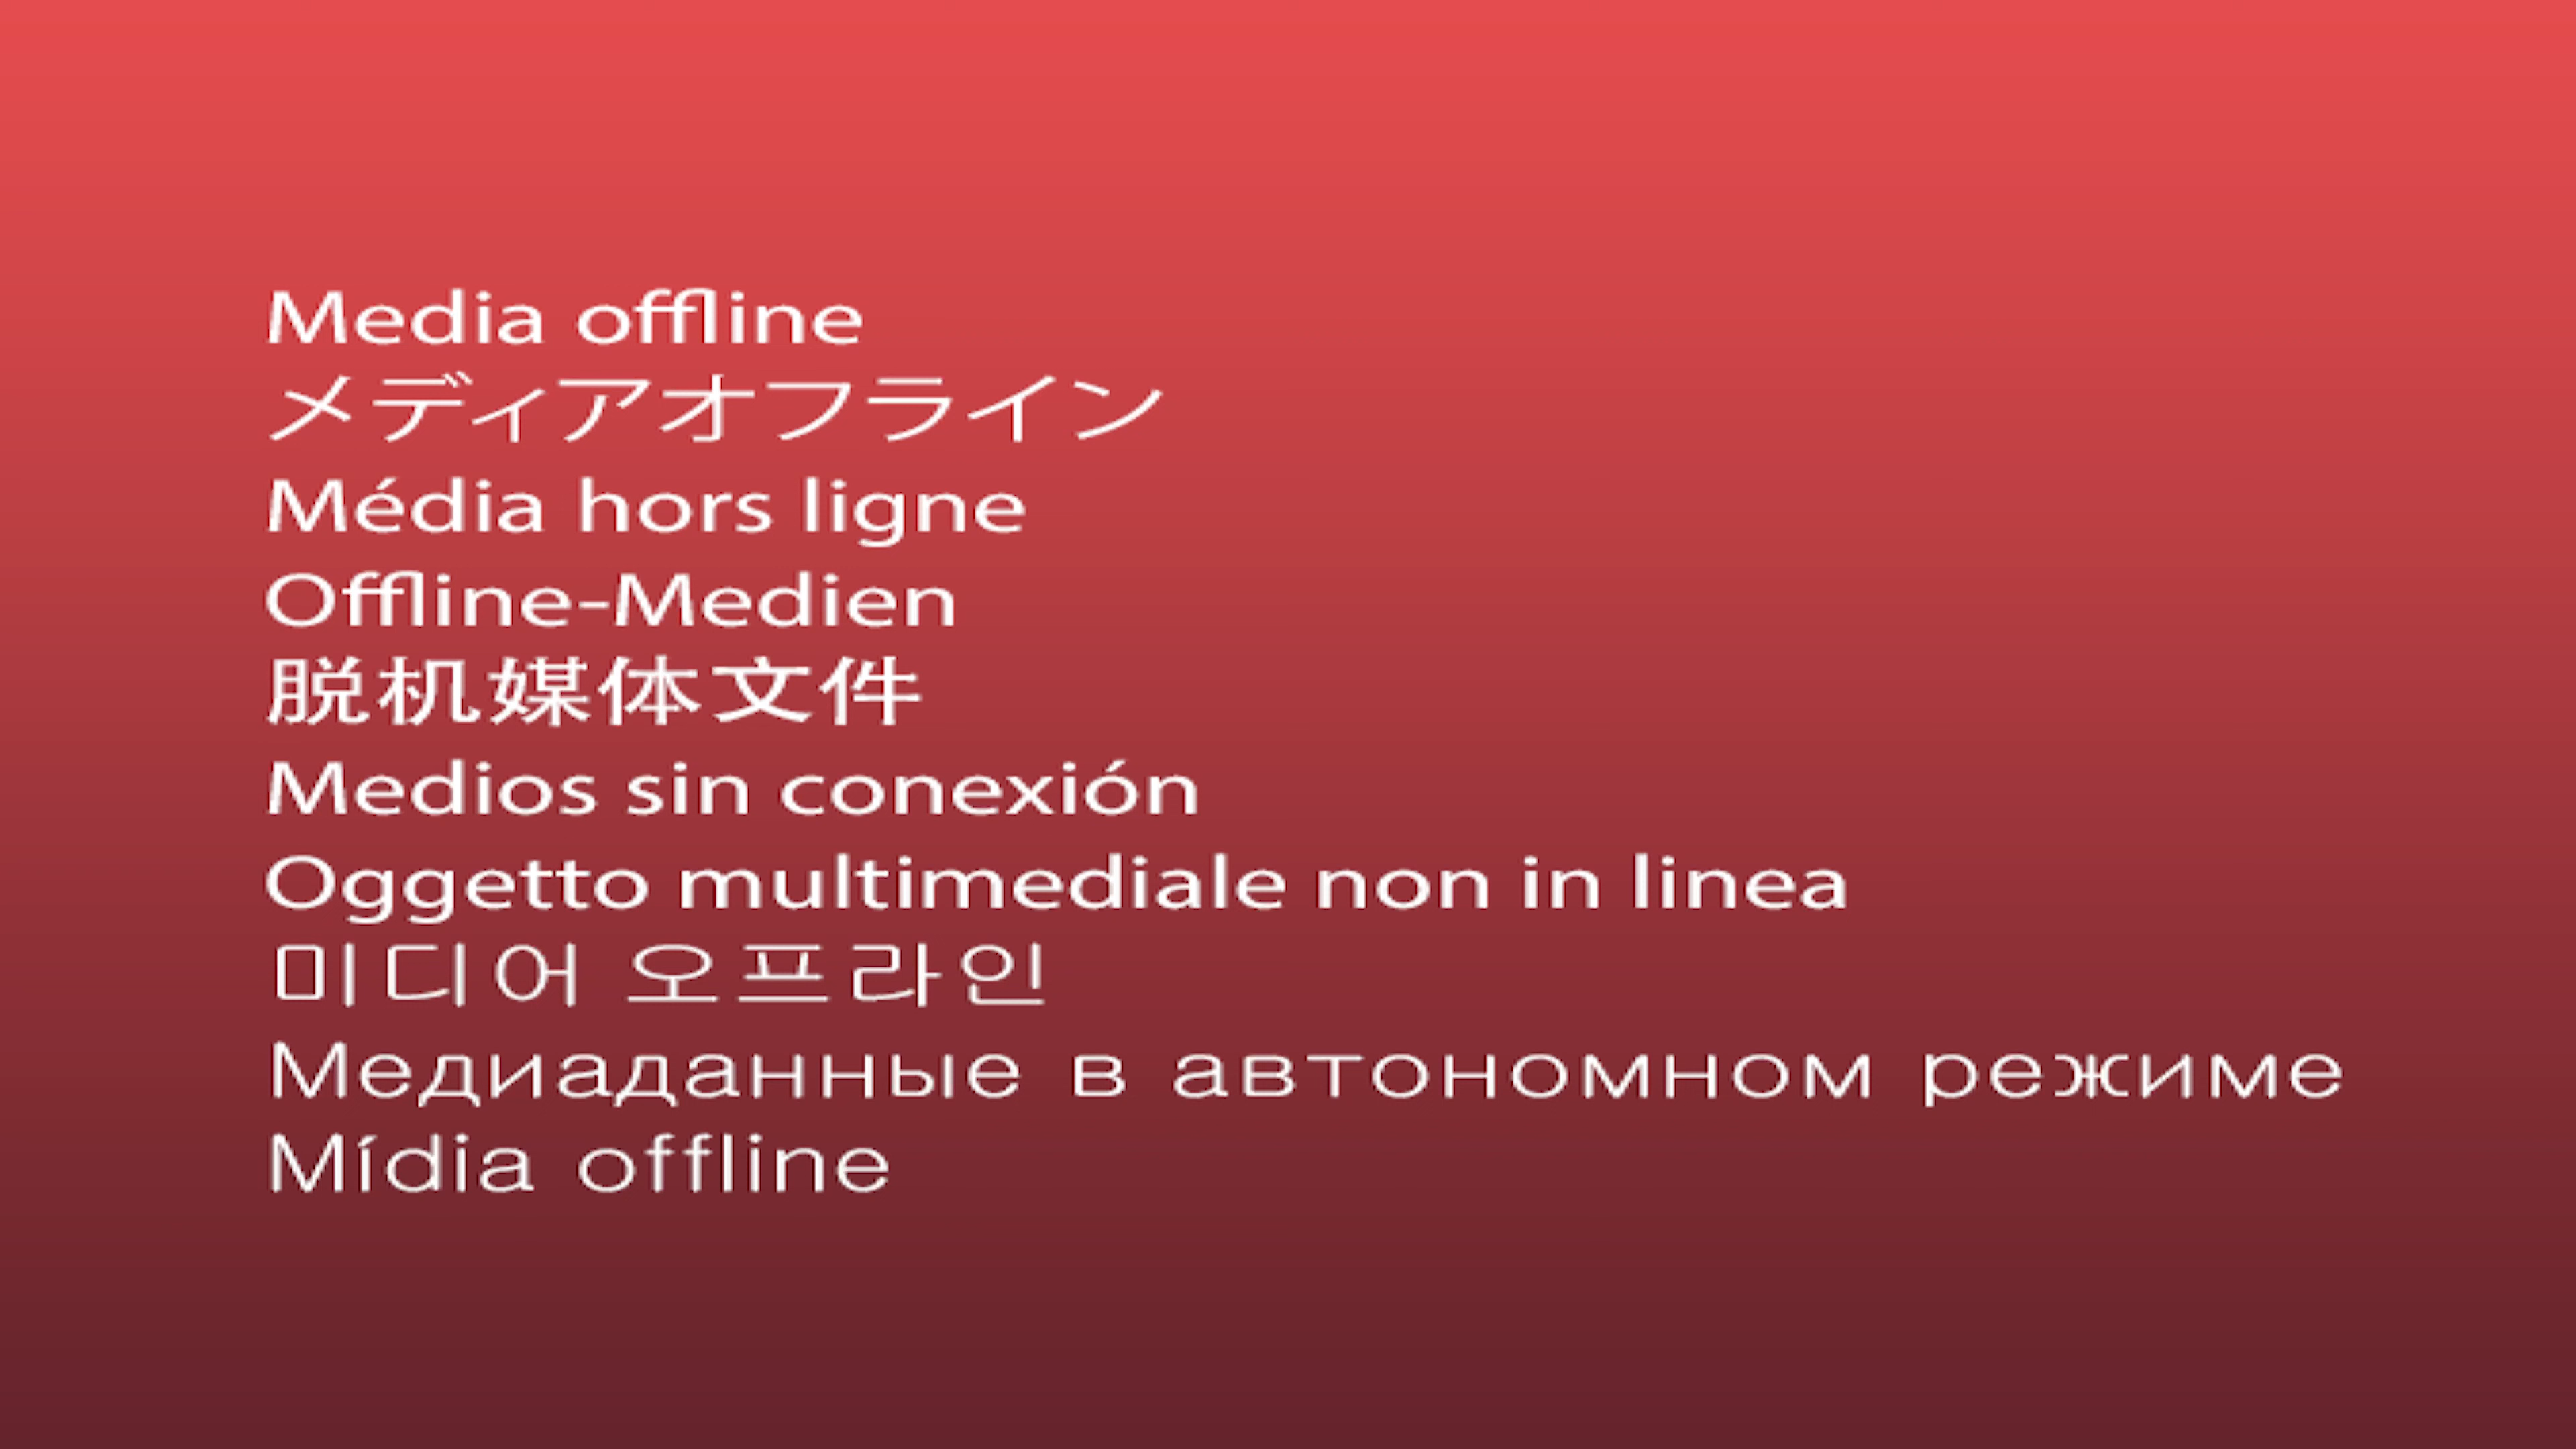 Media offline
メディアオフライン
Média hors ligne
Offline-Medien
脱机媒体文件
Medios sin conexión
Oggetto multimediale non in linea
미디어 오프라인
Медиаданные в автономном режиме
Mídia offline